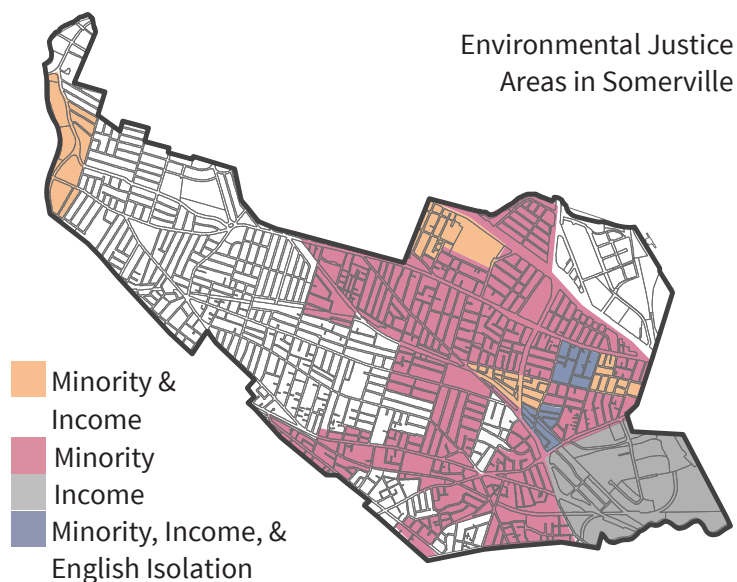 Environmental Justice
Areas in Somerville
Minority &
Income
Minority
Income
Minority, Income, &
English Isolation